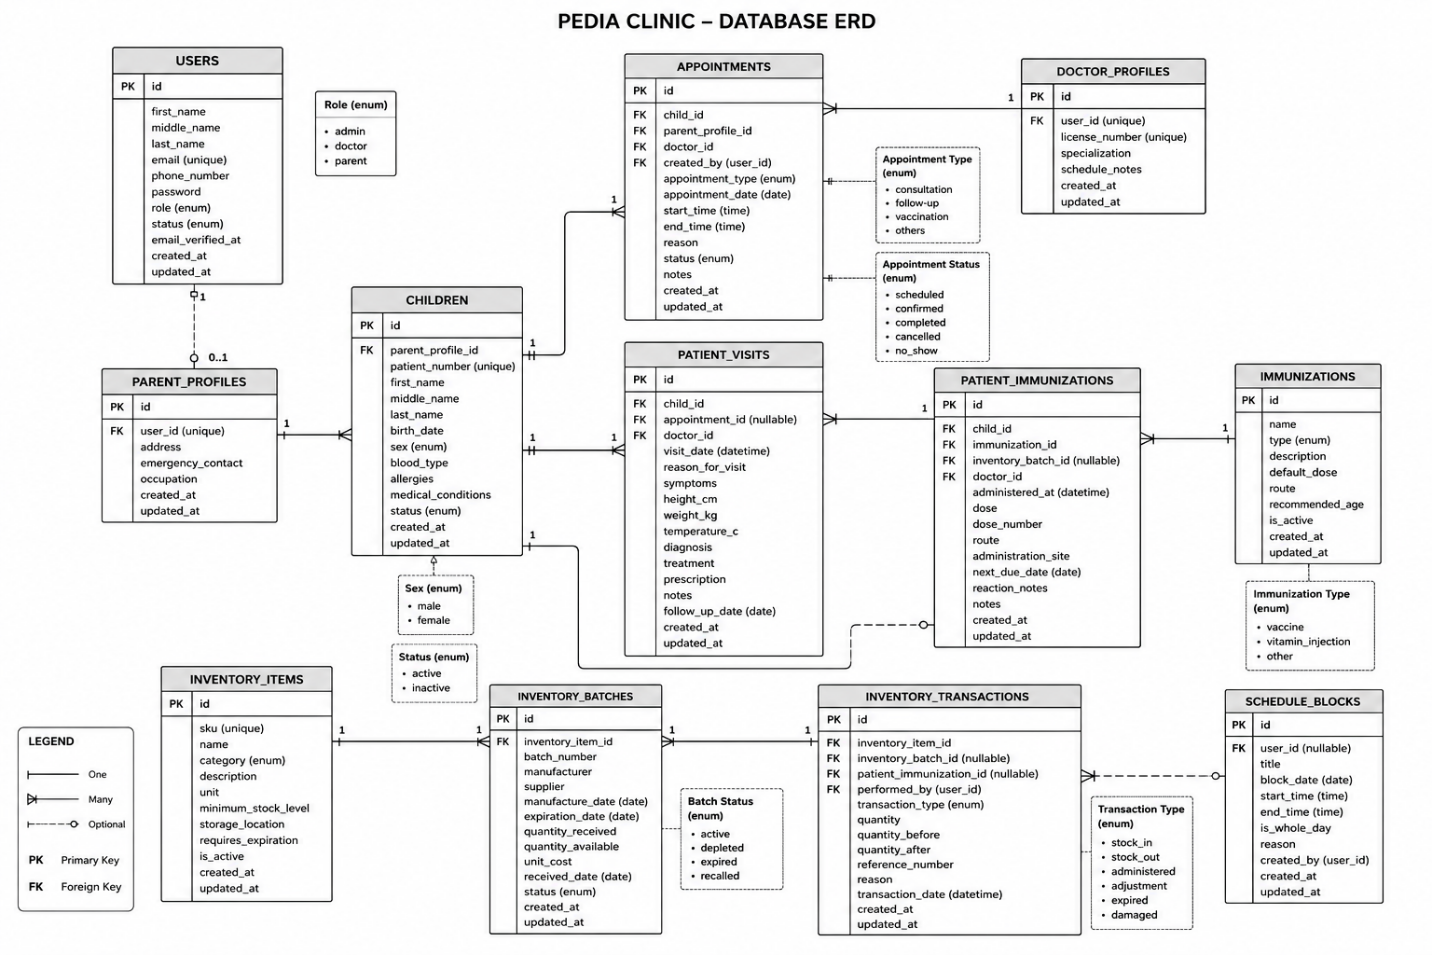 PEDIA CLINIC – DATABASE ERD
USERS
PK id
first_name
middle_name
last_name
email (unique)
phone_number
password
role (enum)
status (enum)
email_verified_at
created_at
updated_at
1
0..1
Role (enum)
• admin
• doctor
• parent
PARENT_PROFILES
PK id
FK user_id (unique)
address
emergency_contact
occupation
created_at
updated_at
1
CHILDREN
PK id
FK parent_profile_id
patient_number (unique)
first_name
middle_name
last_name
birth_date
sex (enum)
blood_type
allergies
medical_conditions
status (enum)
created_at
updated_at
1
1
1
1
1
Sex (enum)
• male
• female
Status (enum)
• active
• inactive
APPOINTMENTS
PK id
FK child_id
FK parent_profile_id
FK doctor_id
FK created_by (user_id)
appointment_type (enum)
appointment_date (date)
start_time (time)
end_time (time)
reason
status (enum)
notes
created_at
updated_at
1
DOCTOR_PROFILES
PK id
FK user_id (unique)
license_number (unique)
specialization
schedule_notes
created_at
updated_at
Appointment Type
(enum)
• consultation
• follow-up
• vaccination
• others
Appointment Status
(enum)
• scheduled
• confirmed
• completed
• cancelled
• no_show
PATIENT_VISITS
PK id
FK child_id
FK appointment_id (nullable)
FK doctor_id
visit_date (datetime)
reason_for_visit
symptoms
height_cm
weight_kg
temperature_c
diagnosis
treatment
prescription
notes
follow_up_date (date)
created_at
updated_at
1
PATIENT_IMMUNIZATIONS
PK id
FK child_id
FK immunization_id
FK inventory_batch_id (nullable)
FK doctor_id
administered_at (datetime)
dose
dose_number
route
administration_site
next_due_date (date)
reaction_notes
notes
created_at
updated_at
1
IMMUNIZATIONS
PK id
name
type (enum)
description
default_dose
route
recommended_age
is_active
created_at
updated_at
Immunization Type
(enum)
• vaccine
• vitamin_injection
• other
LEGEND
One
Many
Optional
PK Primary Key
FK Foreign Key
INVENTORY_ITEMS
PK id
sku (unique)
name
category (enum)
description
unit
minimum_stock_level
storage_location
requires_expiration
is_active
created_at
updated_at
1
1
INVENTORY_BATCHES
PK id
FK inventory_item_id
batch_number
manufacturer
supplier
manufacture_date (date)
expiration_date (date)
quantity_received
quantity_available
unit_cost
received_date (date)
status (enum)
created_at
updated_at
1
1
Batch Status
(enum)
• active
• depleted
• expired
• recalled
INVENTORY_TRANSACTIONS
PK id
FK inventory_item_id
FK inventory_batch_id (nullable)
FK patient_immunization_id (nullable)
FK performed_by (user_id)
transaction_type (enum)
quantity
quantity_before
quantity_after
reference_number
reason
transaction_date (datetime)
created_at
updated_at
Transaction Type
(enum)
• stock_in
• stock_out
• administered
• adjustment
• expired
• damaged
SCHEDULE_BLOCKS
PK id
FK user_id (nullable)
title
block_date (date)
start_time (time)
end_time (time)
is_whole_day
reason
created_by (user_id)
created_at
updated_at